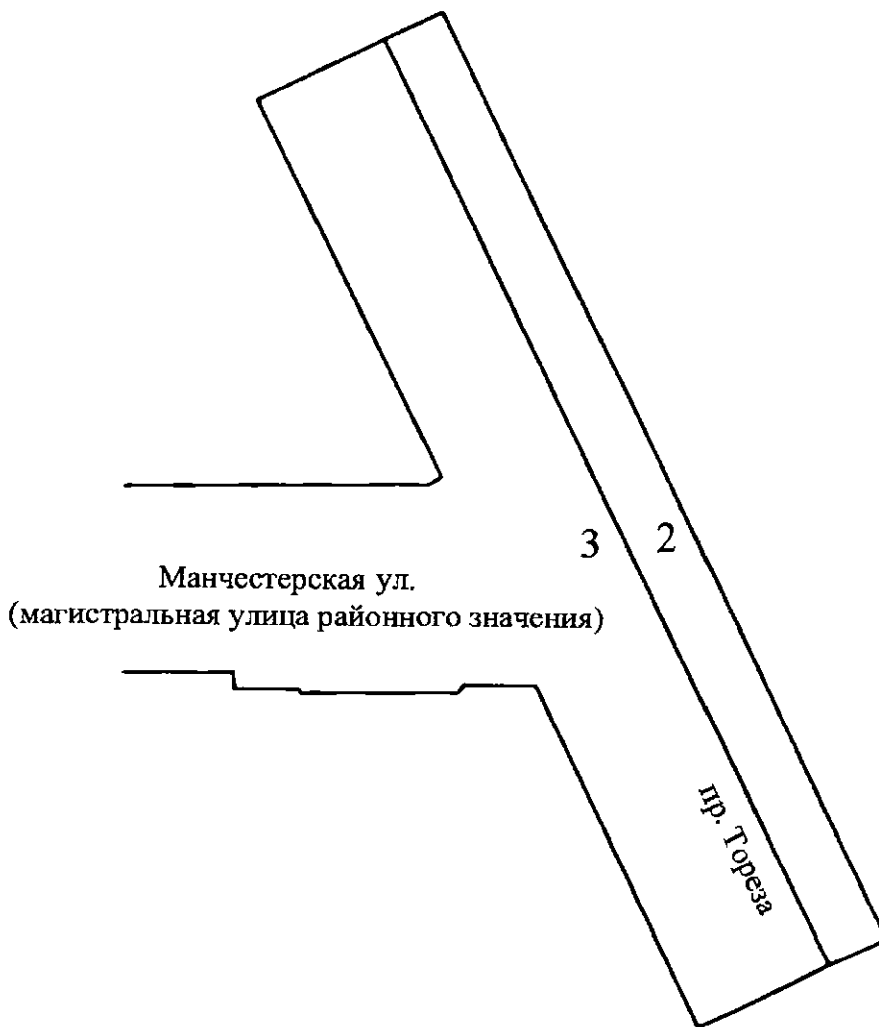 3
2
Манчестерская ул.
(магистральная улица районного значения)
пр. Тореза